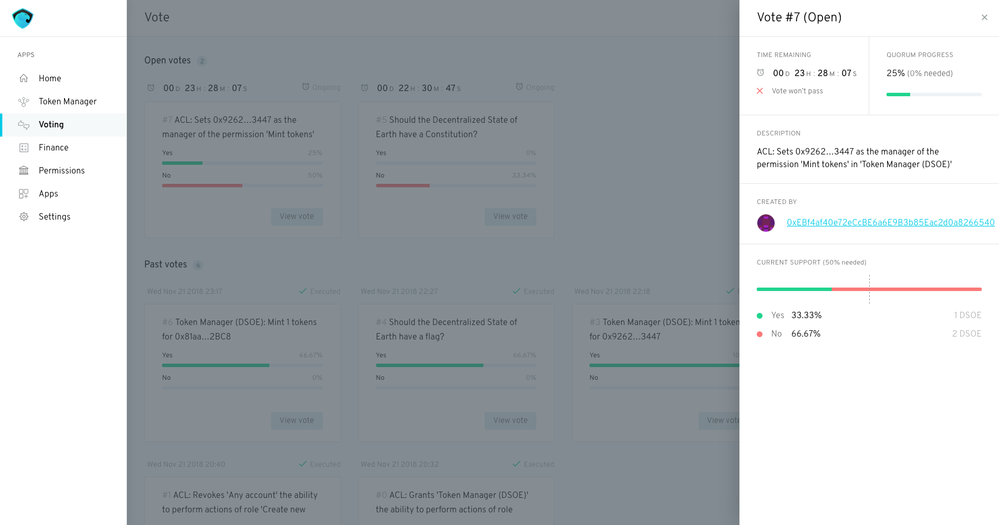 Vote
APPS
Home
Token Manager
Voting
Finance
Permissions
Apps
Settings
Open votes 2
00 D 23 H : 28 M : 07 S
Ongoing
#7 ACL: Sets 0x9262...3447 as the
manager of the permission 'Mint tokens'
Yes 25%
No 50%
View vote
00 D 22 H : 30 M : 47 S
Ongoing
#5 Should the Decentralized State of
Earth have a Constitution?
Yes 0%
No 33.34%
View vote
Past votes 6
Wed Nov 21 2018 23:17
Executed
#6 Token Manager (DSOE): Mint 1 tokens
for 0x81aa...2BC8
Yes 66.67%
No 0%
View vote
Wed Nov 21 2018 22:27
Executed
#4 Should the Decentralized State of
Earth have a flag?
Yes 66.67%
No 0%
View vote
Wed Nov 21 2018 22:18
#3 Token Manager (DSOE): Mint 1 token
for 0x9262...3447
Yes 10
No
View vote
Wed Nov 21 2018 20:40
Executed
#1 ACL: Revokes 'Any account' the ability
to perform actions of role 'Create new
Wed Nov 21 2018 20:32
Executed
#0 ACL: Grants 'Token Manager (DSOE)'
the ability to perform actions of role
Vote #7 (Open)
TIME REMAINING
00 D 23 H : 28 M : 07 S
Vote won't pass
QUORUM PROGRESS
25% (0% needed)
DESCRIPTION
ACL: Sets 0x9262...3447 as the manager of the
permission 'Mint tokens' in 'Token Manager (DSOE)'
CREATED BY
0xEBf4af40e72eCcBE6a6E9B3b85Eac2d0a8266540
CURRENT SUPPORT (50% needed)
Yes 33.33% 1 DSOE
No 66.67% 2 DSOE